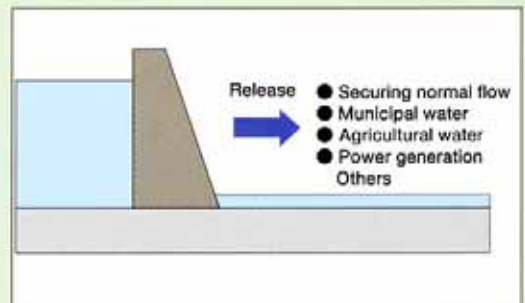 Release
● Securing normal flow
● Municipal water
● Agricultural water
● Power generation
Others